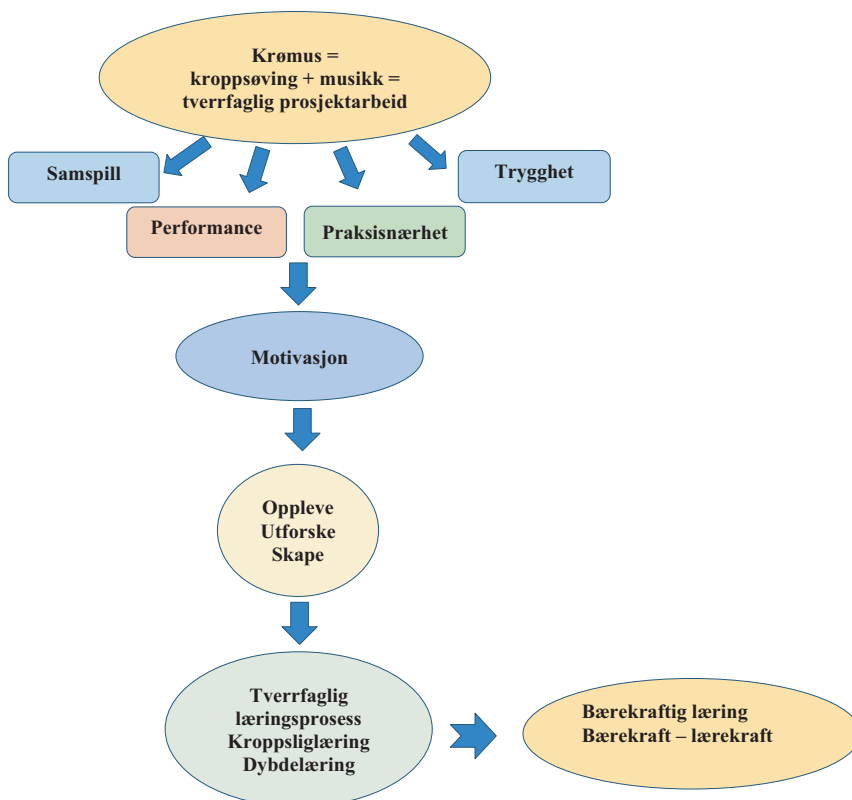 Krømus =
kroppsøving + musikk =
tverrfaglig prosjektarbeid
Samspill
Trygghet
Performance
Praksisnærhet
Motivasjon
Oppleve
Utforske
Skape
Tverrfaglig
læringsprosess
Kroppsliglæring
Dybdelæring
Bærekraftig læring
Bærekraft – lærekraft